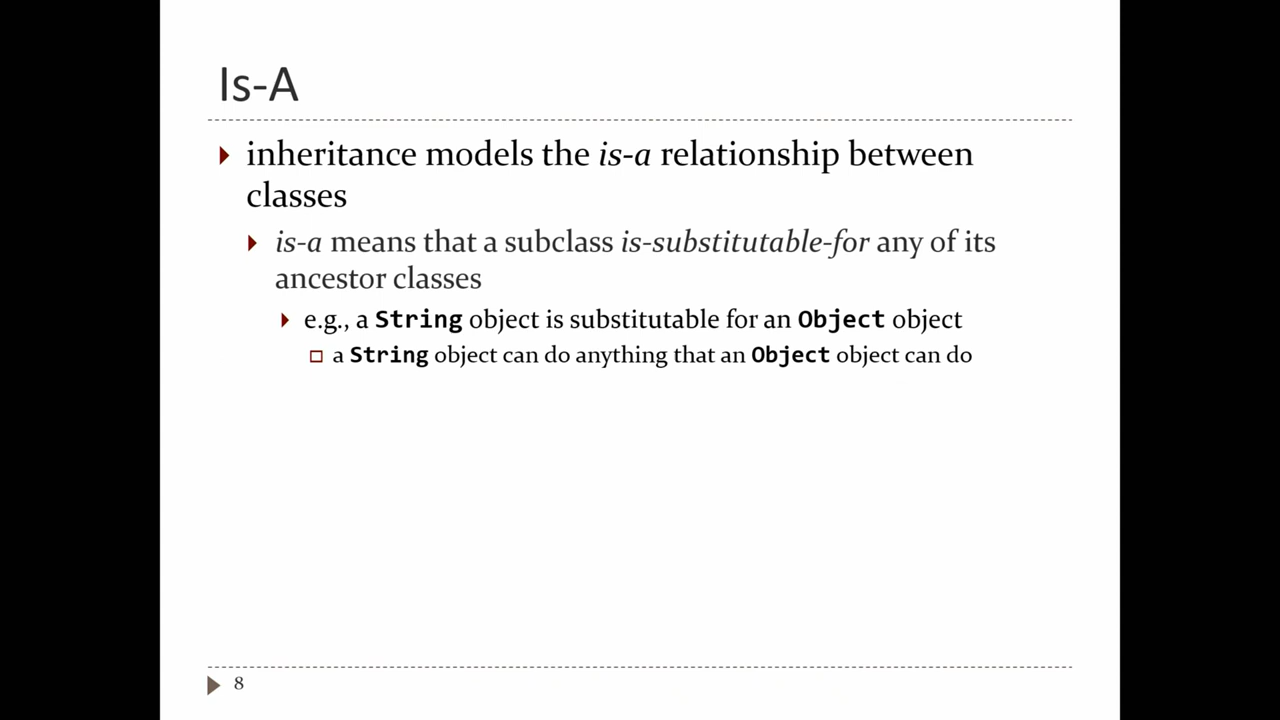 Is-A
inheritance models the is-a relationship between
classes
is-a means that a subclass is-substitutable-for any of its
ancestor classes
e.g., a String object is substitutable for an Object object
a String object can do anything that an Object object can do
8